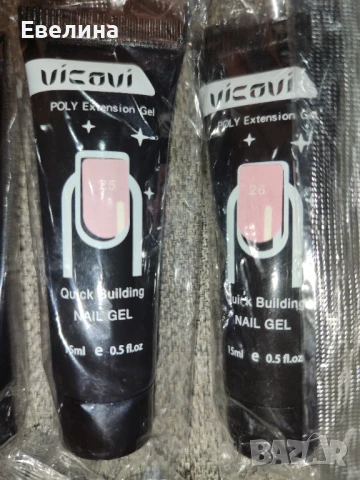 Евелина
vicovi
POLY Extension Gel
25
Quick Building
NAIL GEL
15ml e 0.5 fl.oz
vicovi
POLY Extension Gel
26
Quick Building
NAIL GEL
15ml e 0.5 fl.oz
BAZAR